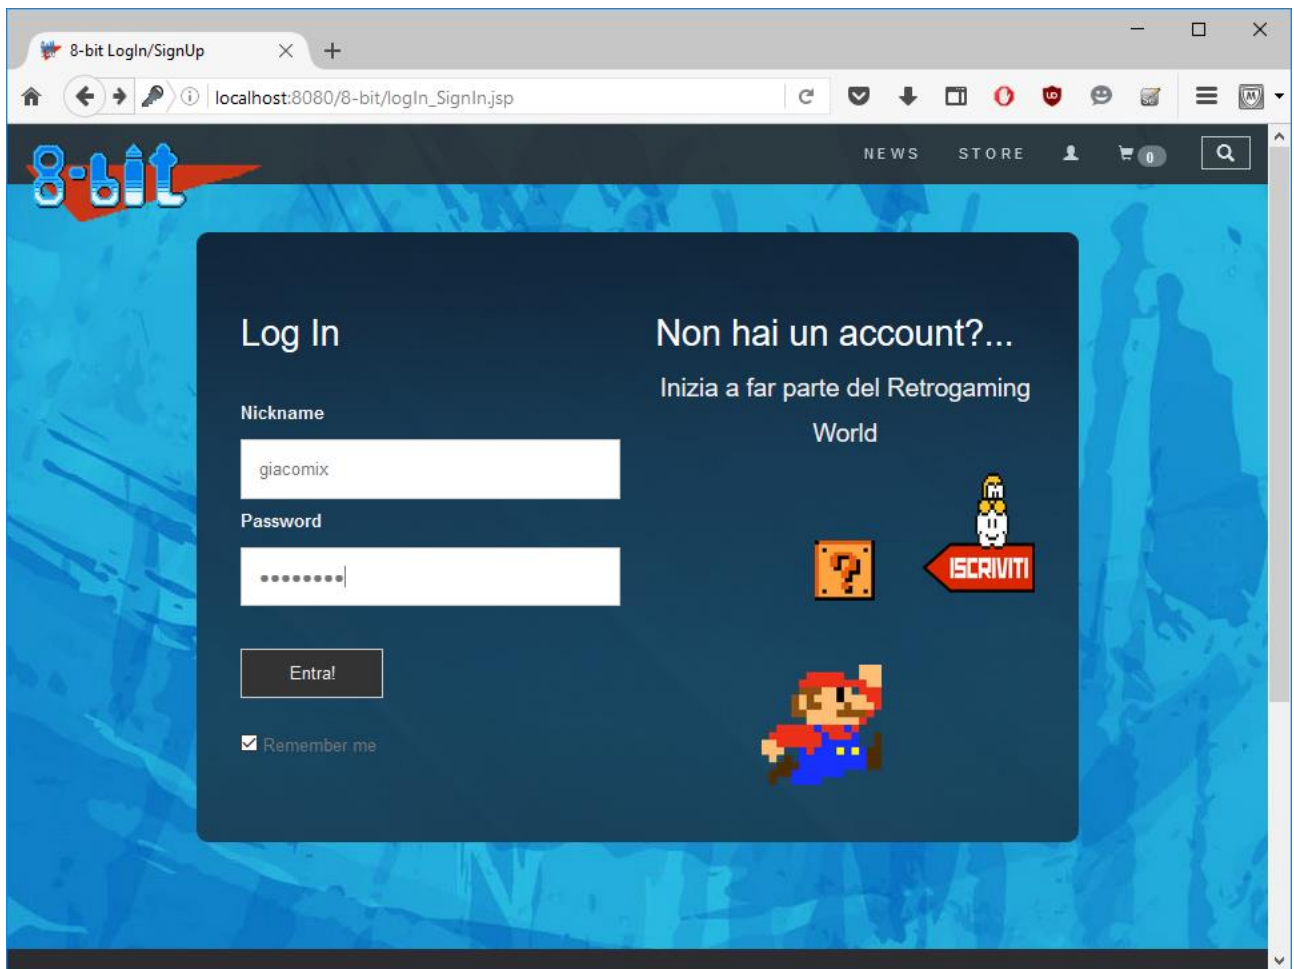 8-bit LogIn/SignUp
localhost:8080/8-bit/logIn_SignIn.jsp
8-bit
NEWS STORE 0
Log In
Non hai un account?...
Inizia a far parte del Retrogaming
World
Nickname
giacomix
Password
ISCRIVITI
Entra!
Remember me